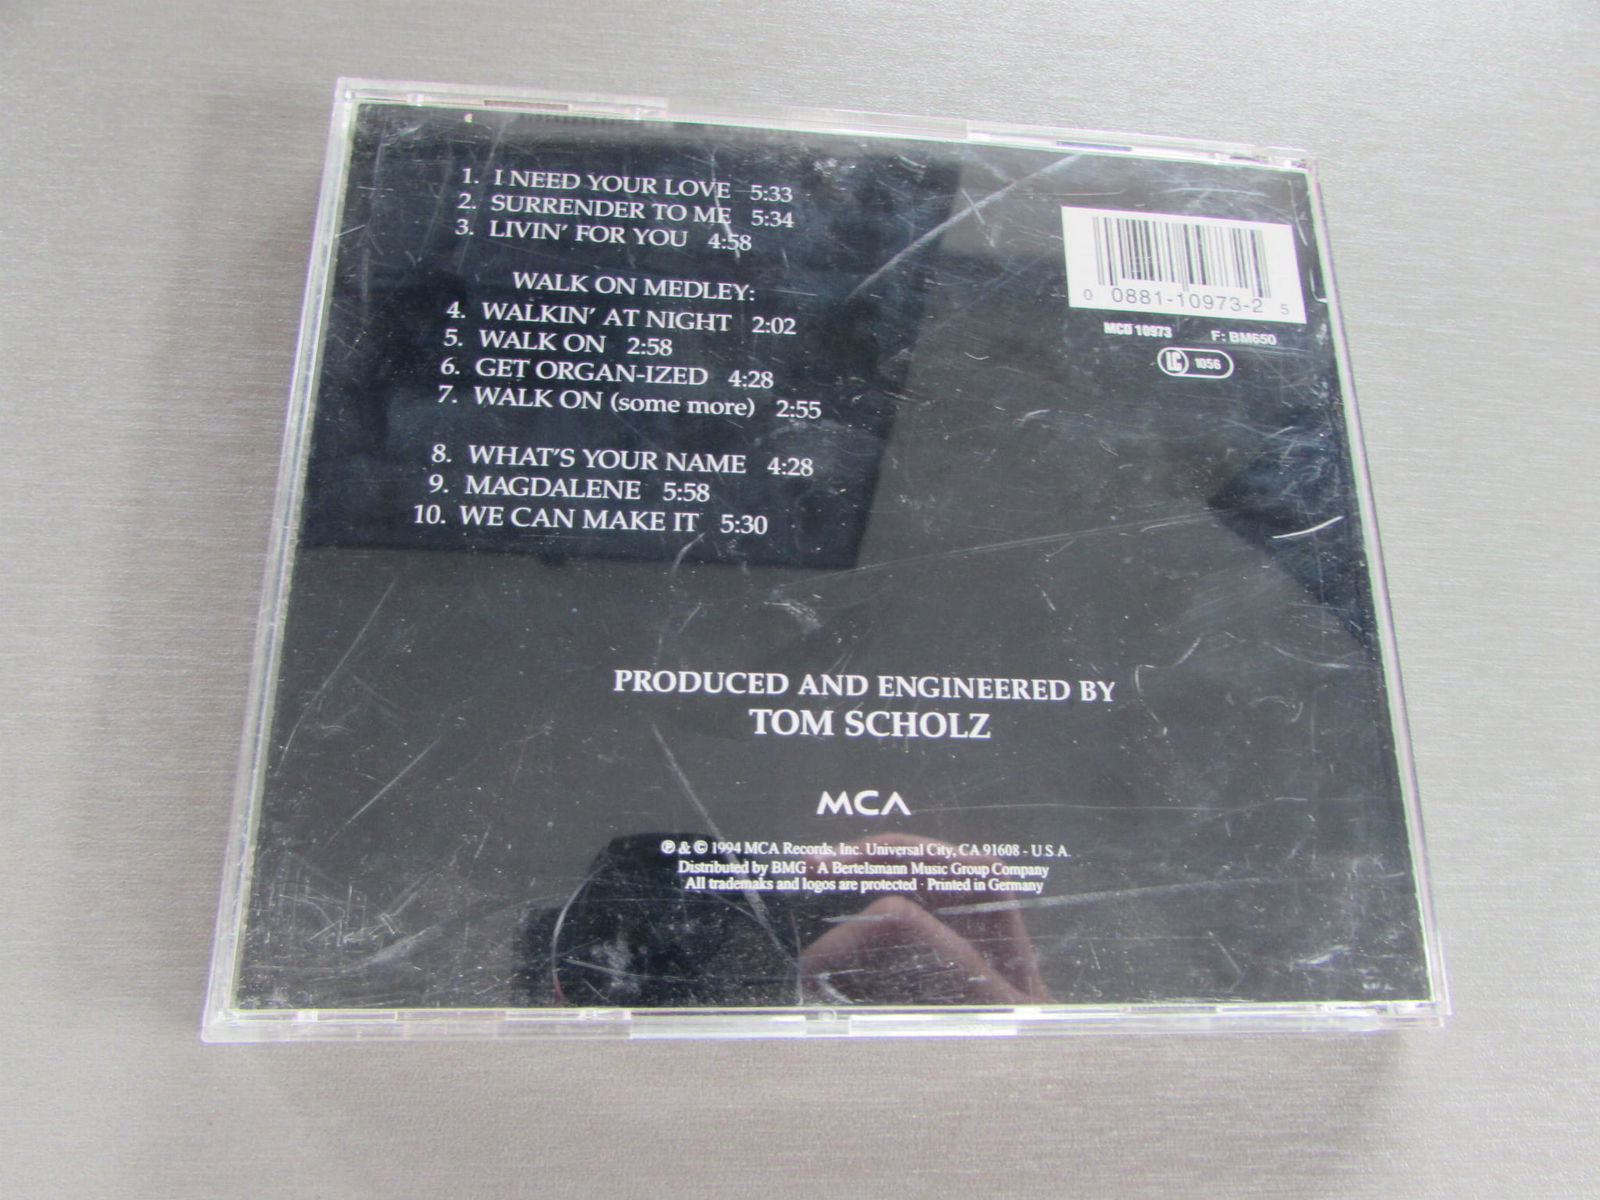 1. I NEED YOUR LOVE 5:33
2. SURRENDER TO ME 5:34
3. LIVIN' FOR YOU 4:58
WALK ON MEDLEY:
4. WALKIN' AT NIGHT 2:02
5. WALK ON 2:58
6. GET ORGAN-IZED 4:28
7. WALK ON (some more) 2:55
8. WHAT'S YOUR NAME 4:28
9. MAGDALENE 5:58
10. WE CAN MAKE IT 5:30
0 0881-10973-2 5
MCD 10973 F: BM650
LC 1056
PRODUCED AND ENGINEERED BY
TOM SCHOLZ
MCA
℗ & © 1994 MCA Records, Inc. Universal City, CA 91608 - U.S.A.
Distributed by BMG · A Bertelsmann Music Group Company
All trademaks and logos are protected · Printed in Germany